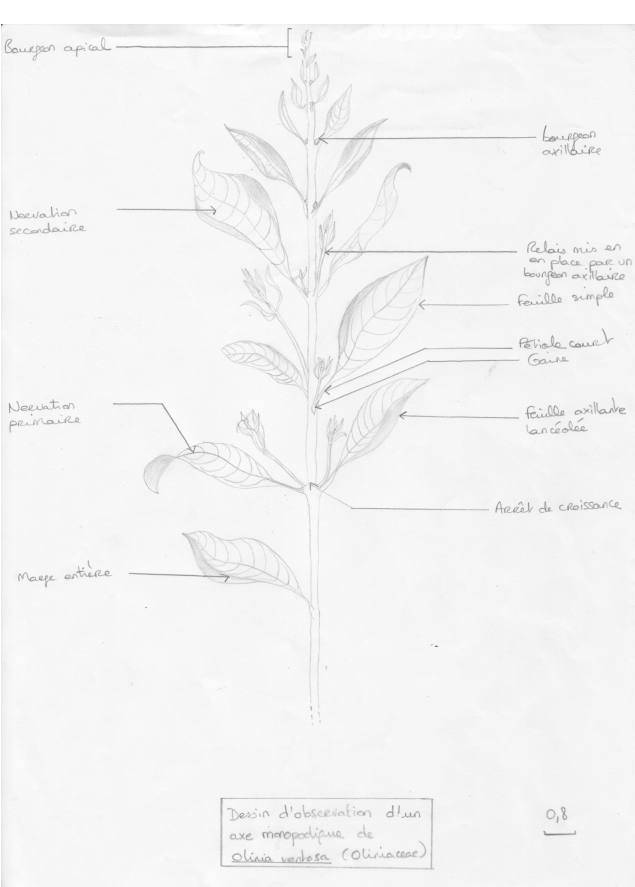 Bourgeon apical
bourgeon
axillaire
Nervation
secondaire
Relais mis en
en place par un
bourgeon axillaire
Feuille simple
Pétiole court
Gaine
Nervation
primaire
Feuille axillante
lancéolée
Arrêt de croissance
Marge entière
Dessin d'observation d'un
axe monopodique de
Olinia ventosa (Oliniaceae)
0,8